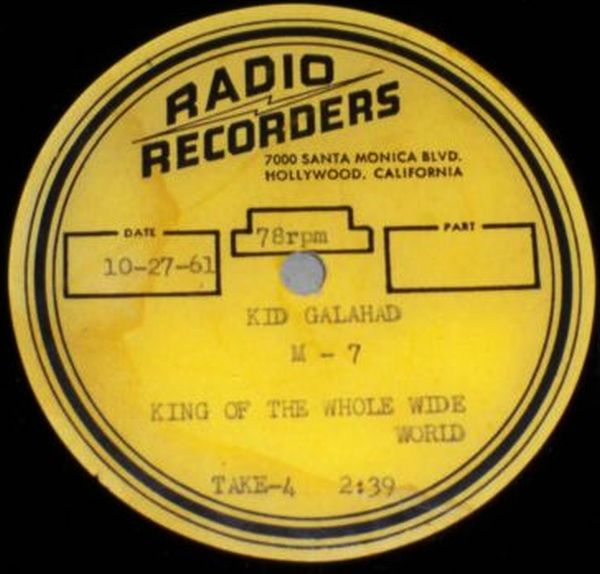 RADIO
RECORDERS
7000 SANTA MONICA BLVD.
HOLLYWOOD, CALIFORNIA
DATE
10-27-61
78rpm
PART
KID GALAHAD
M - 7
KING OF THE WHOLE WIDE
WORLD
TAKE-4 2:39